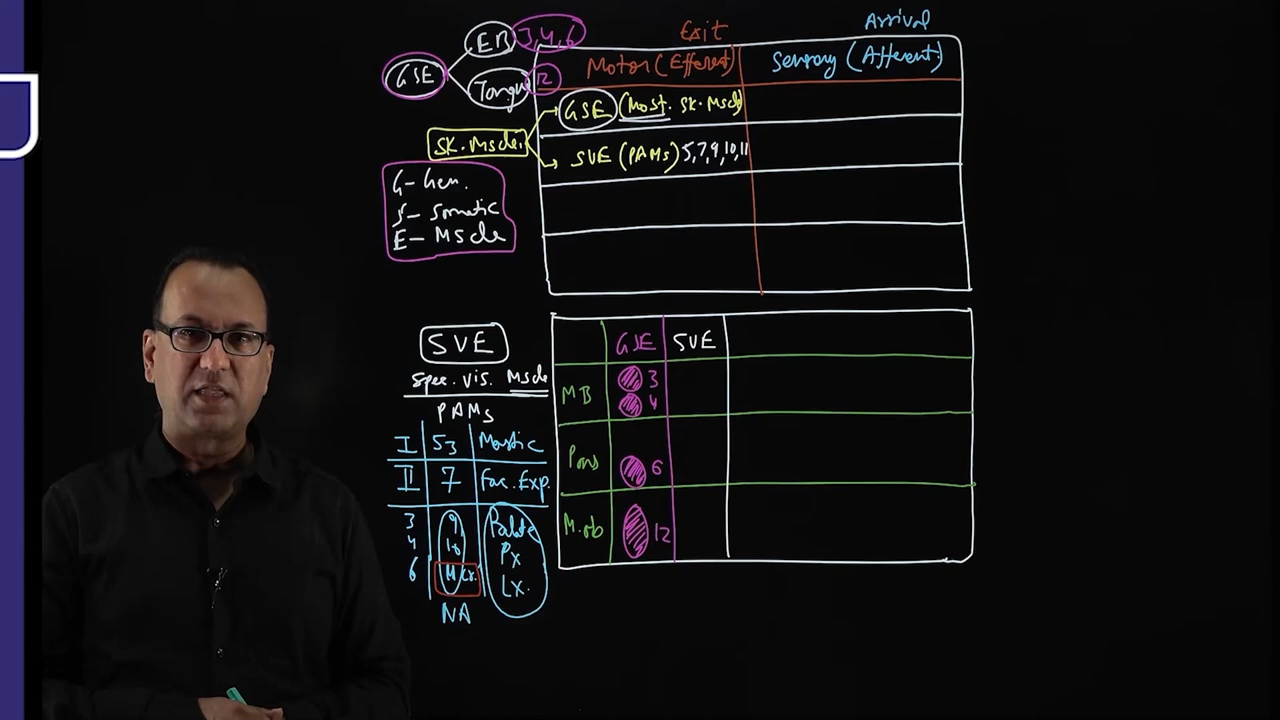 Exit
Arrival
EB 3,4,6
GSE
Tongue 12
Motor (Efferent)
Sensory (Afferent)
GSE (Most. SK. Mscle)
SK. Mscle.
SVE (PAMs) 5,7,9,10,11
G- Gen.
S- Somatic
E- Mscle
SVE
Spec. vis. Mscle
PAMs
I 53 Mastic
II 7 Fac. Exp.
3 9 Palate
4 10 Px
6 11 Cx. Lx.
NA
GSE SVE
MB 3
4
Pons 6
M. ob 12